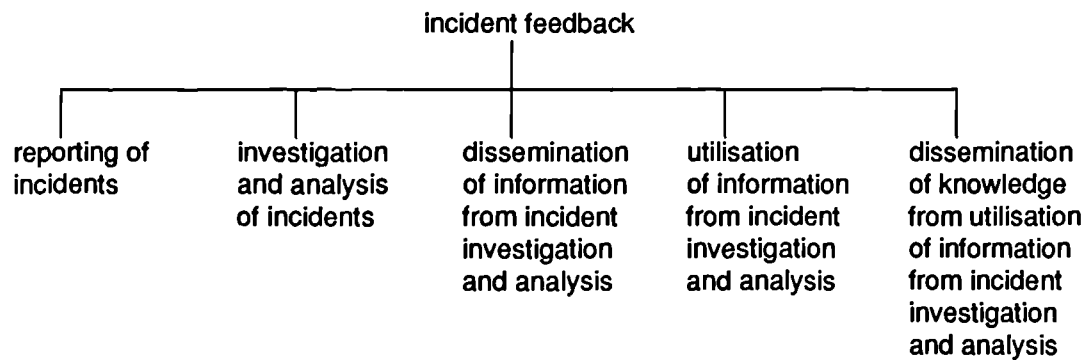 incident feedback
reporting of
incidents
investigation
and analysis
of incidents
dissemination
of information
from incident
investigation
and analysis
utilisation
of information
from incident
investigation
and analysis
dissemination
of knowledge
from utilisation
of information
from incident
investigation
and analysis